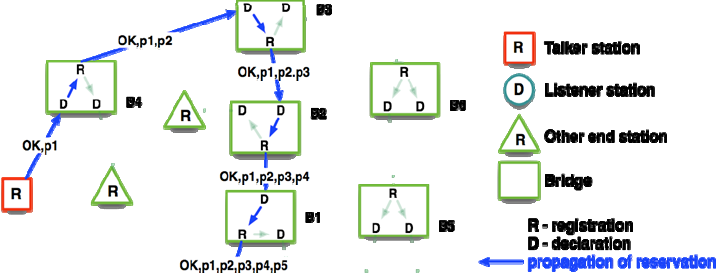 D D B3
R
OK,p1,p2
R
D D B4
OK,p1,p2,p3
R
D D B2
R
R
D D B6
OK,p1
R
R
OK,p1,p2,p3,p4
D
R D B1
R
D D B5
OK,p1,p2,p3,p4,p5
R Talker station
D Listener station
R Other end station
Bridge
R - registration
D - declaration
propagation of reservation